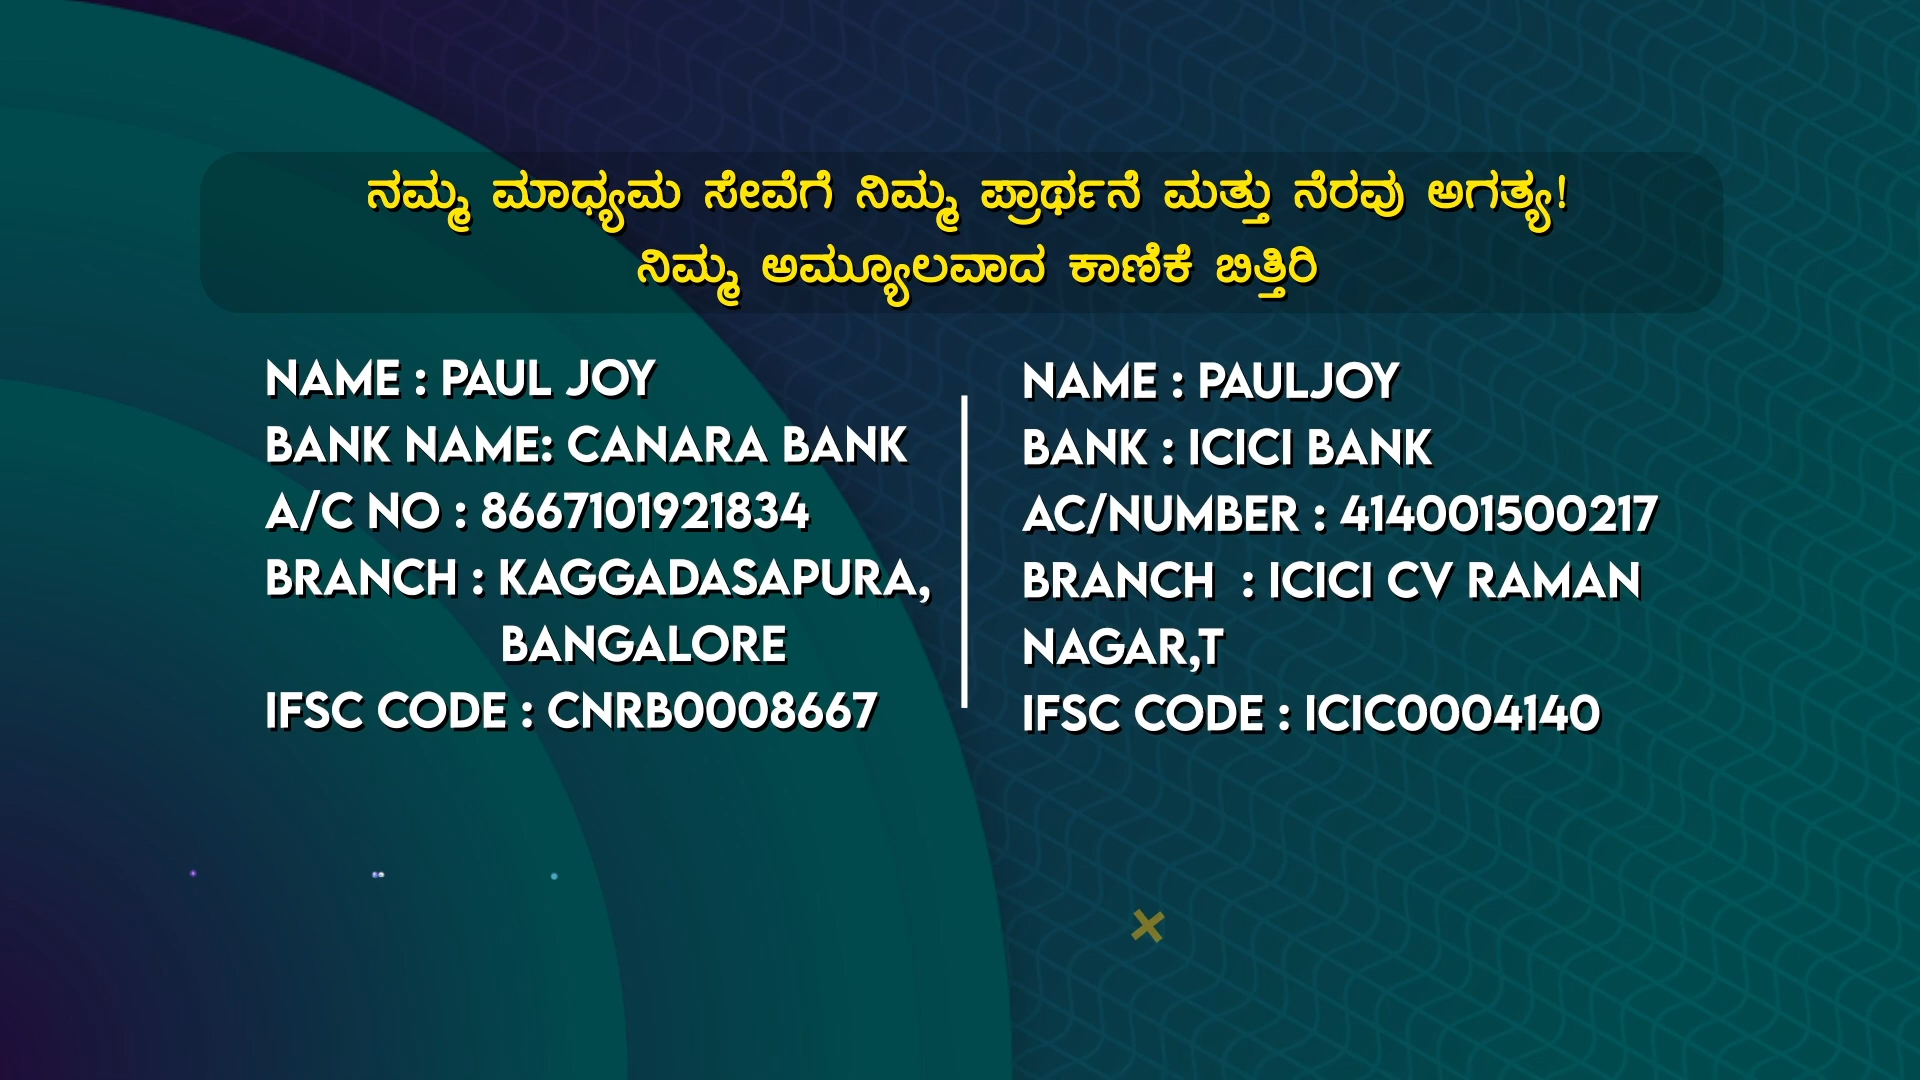 ನಮ್ಮ ಮಾಧ್ಯಮ ಸೇವೆಗೆ ನಿಮ್ಮ ಪ್ರಾರ್ಥನೆ ಮತ್ತು ನೆರವು ಅಗತ್ಯ!
ನಿಮ್ಮ ಅಮ್ಯೂಲವಾದ ಕಾಣಿಕೆ ಬಿತ್ತಿರಿ
NAME : PAUL JOY
BANK NAME: CANARA BANK
A/C NO : 8667101921834
BRANCH : KAGGADASAPURA,
BANGALORE
IFSC CODE : CNRB0008667
NAME : PAULJOY
BANK : ICICI BANK
AC/NUMBER : 414001500217
BRANCH : ICICI CV RAMAN
NAGAR,T
IFSC CODE : ICIC0004140